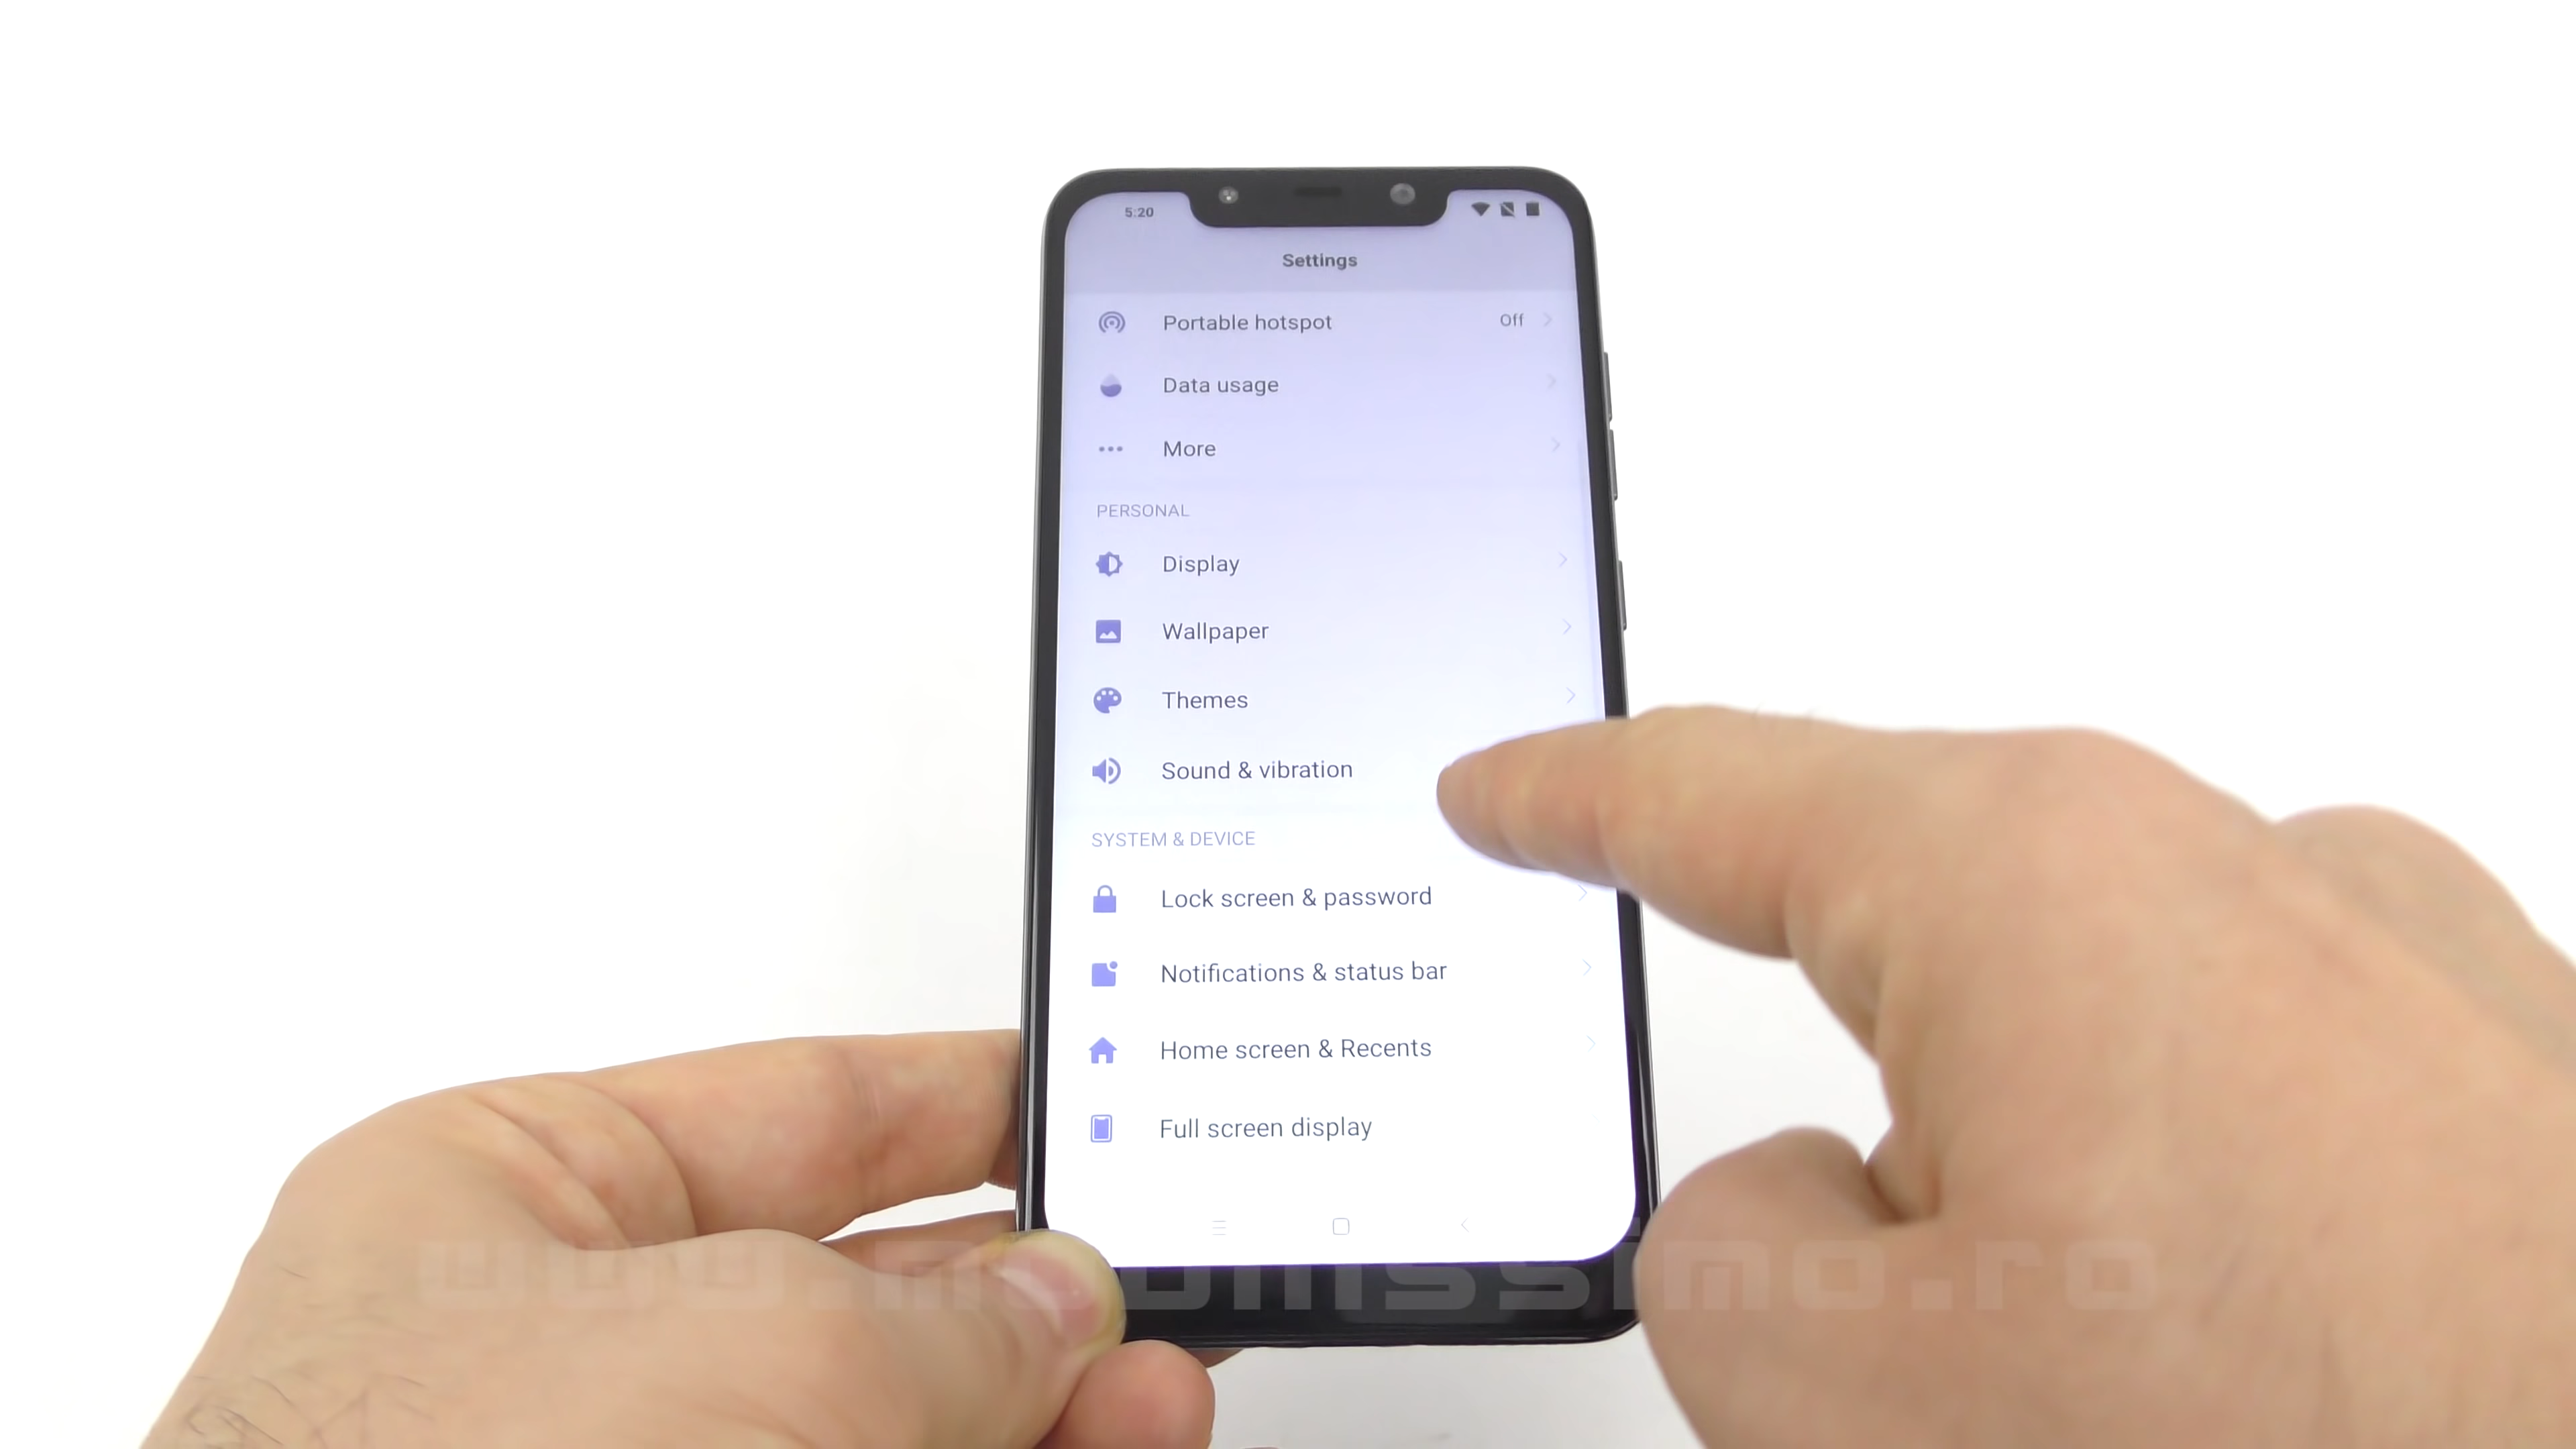 5:20
Settings
Portable hotspot Off
Data usage
More
PERSONAL
Display
Wallpaper
Themes
Sound & vibration
SYSTEM & DEVICE
Lock screen & password
Notifications & status bar
Home screen & Recents
Full screen display